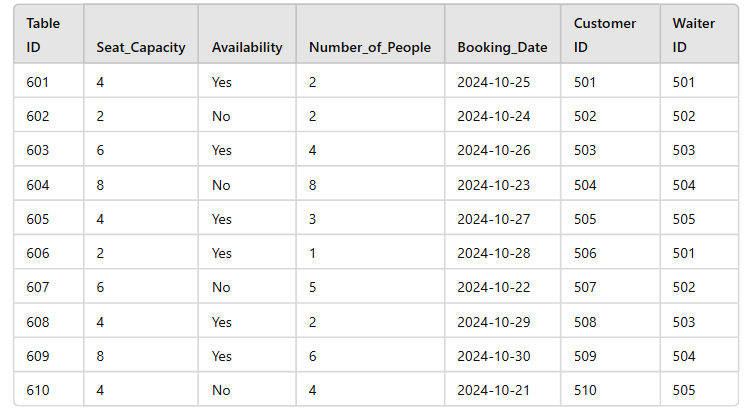 Table ID Seat_Capacity Availability Number_of_People Booking_Date Customer ID Waiter ID
601 4 Yes 2 2024-10-25 501 501
602 2 No 2 2024-10-24 502 502
603 6 Yes 4 2024-10-26 503 503
604 8 No 8 2024-10-23 504 504
605 4 Yes 3 2024-10-27 505 505
606 2 Yes 1 2024-10-28 506 501
607 6 No 5 2024-10-22 507 502
608 4 Yes 2 2024-10-29 508 503
609 8 Yes 6 2024-10-30 509 504
610 4 No 4 2024-10-21 510 505